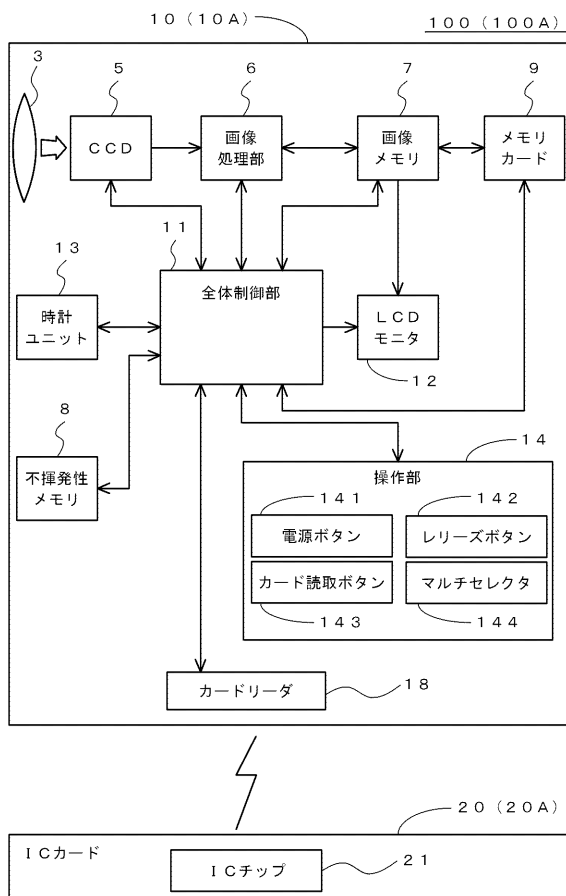 １０（１０Ａ）
１００（１００Ａ）
３
５
６
７
９
ＣＣＤ
画像
処理部
画像
メモリ
メモリ
カード
１１
１３
全体制御部
時計
ユニット
ＬＣＤ
モニタ
１２
８
不揮発性
メモリ
１４
操作部
１４１
１４２
電源ボタン
レリーズボタン
カード読取ボタン
マルチセレクタ
１４３
１４４
カードリーダ
１８
２０（２０Ａ）
ＩＣカード
ＩＣチップ
２１